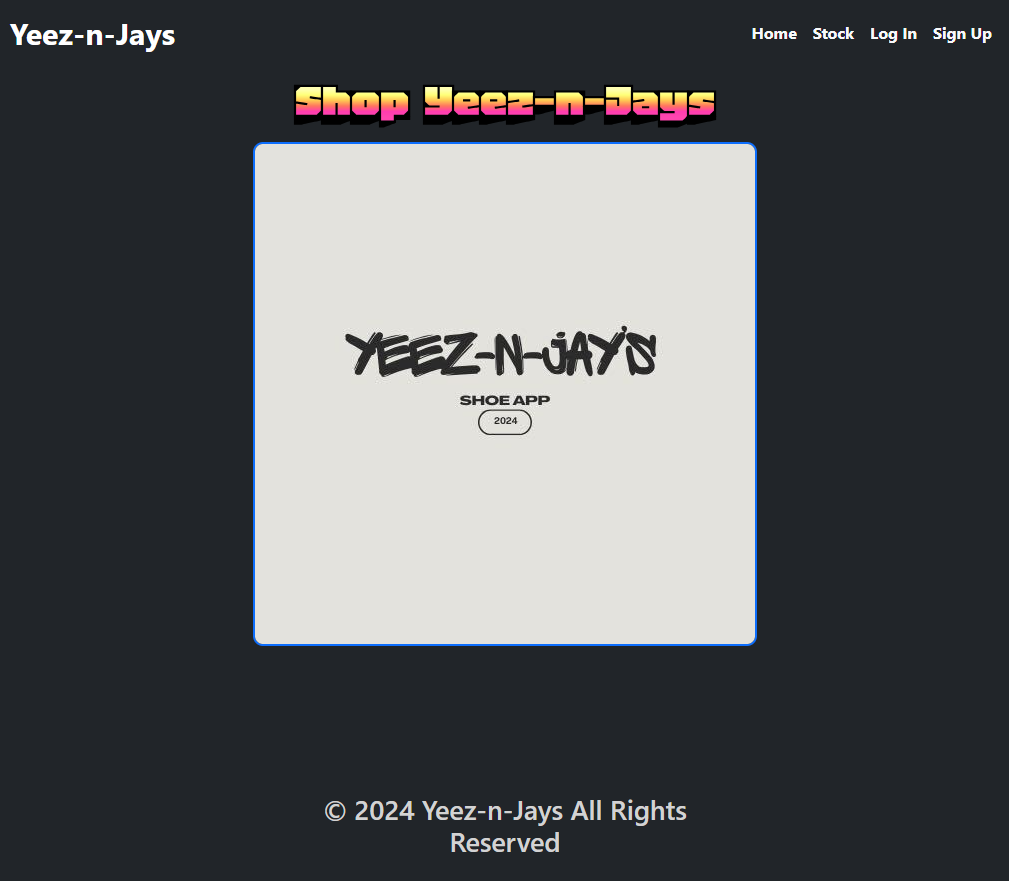 Yeez-n-Jays
Home Stock Log In Sign Up
Shop Yeez-n-Jays
YEEZ-N-JAY'S
SHOE APP
2024
© 2024 Yeez-n-Jays All Rights
Reserved